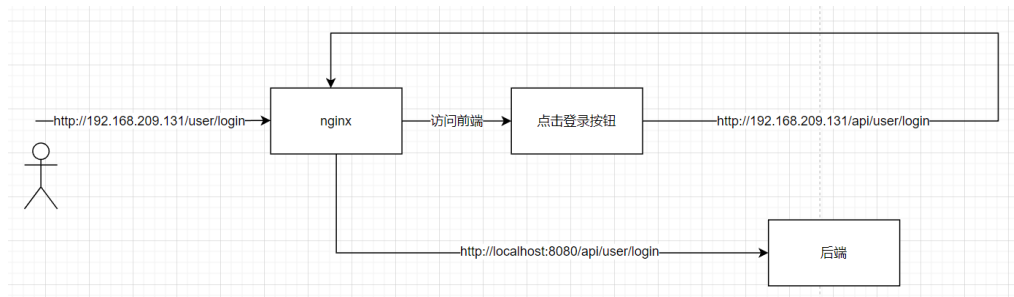 http://192.168.209.131/user/login
nginx
访问前端
点击登录按钮
http://192.168.209.131/api/user/login
http://localhost:8080/api/user/login
后端